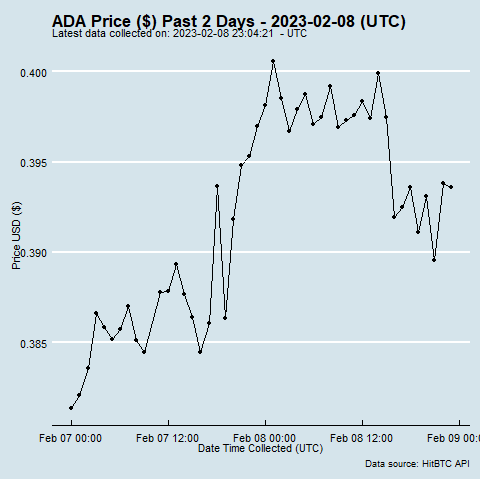 ADA Price ($) Past 2 Days - 2023-02-08 (UTC)
Latest data collected on: 2023-02-08 23:04:21 - UTC
0.400
0.395
0.390
0.385
Price USD ($)
Feb 07 00:00 Feb 07 12:00 Feb 08 00:00 Feb 08 12:00 Feb 09 00:0
Date Time Collected (UTC)
Data source: HitBTC API